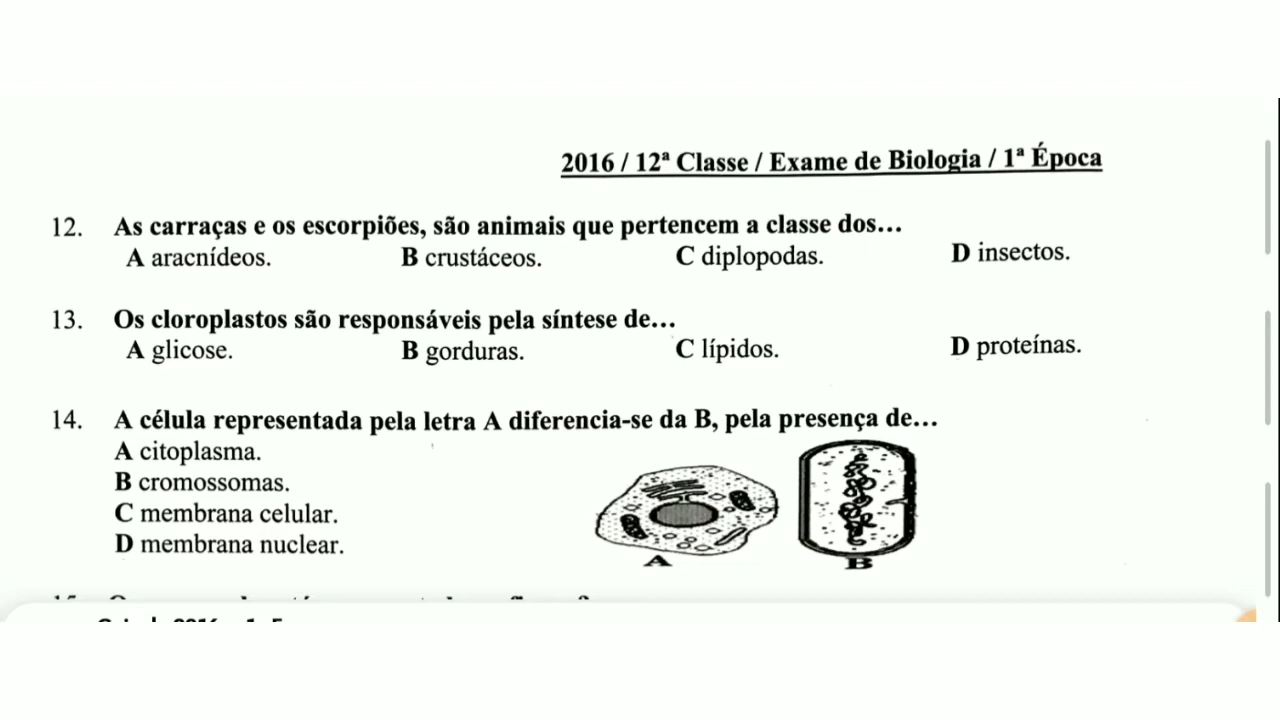 2016 / 12ª Classe / Exame de Biologia / 1ª Época
12. As carraças e os escorpiões, são animais que pertencem a classe dos...
A aracnídeos. B crustáceos. C diplopodas. D insectos.
13. Os cloroplastos são responsáveis pela síntese de...
A glicose. B gorduras. C lípidos. D proteínas.
14. A célula representada pela letra A diferencia-se da B, pela presença de...
A citoplasma.
B cromossomas.
C membrana celular.
D membrana nuclear.
A B